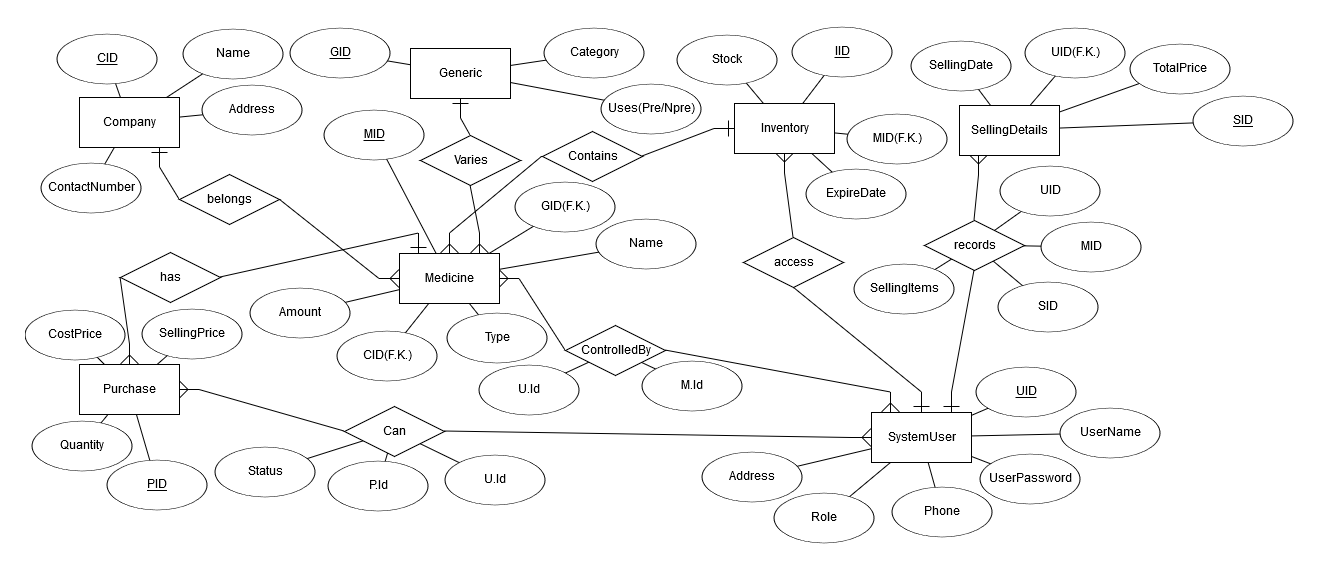 CID
Name
GID
Generic
Category
Stock
IID
SellingDate
UID(F.K.)
TotalPrice
Company
Address
MID
Uses(Pre/Npre)
Inventory
MID(F.K.)
SellingDetails
SID
ContactNumber
belongs
Varies
Contains
GID(F.K.)
ExpireDate
UID
has
Medicine
Name
access
records
MID
SellingItems
SID
CostPrice
SellingPrice
Amount
CID(F.K.)
Type
ControlledBy
U.Id
M.Id
Purchase
Quantity
PID
Can
Status
P.Id
U.Id
SystemUser
UID
UserName
UserPassword
Address
Role
Phone